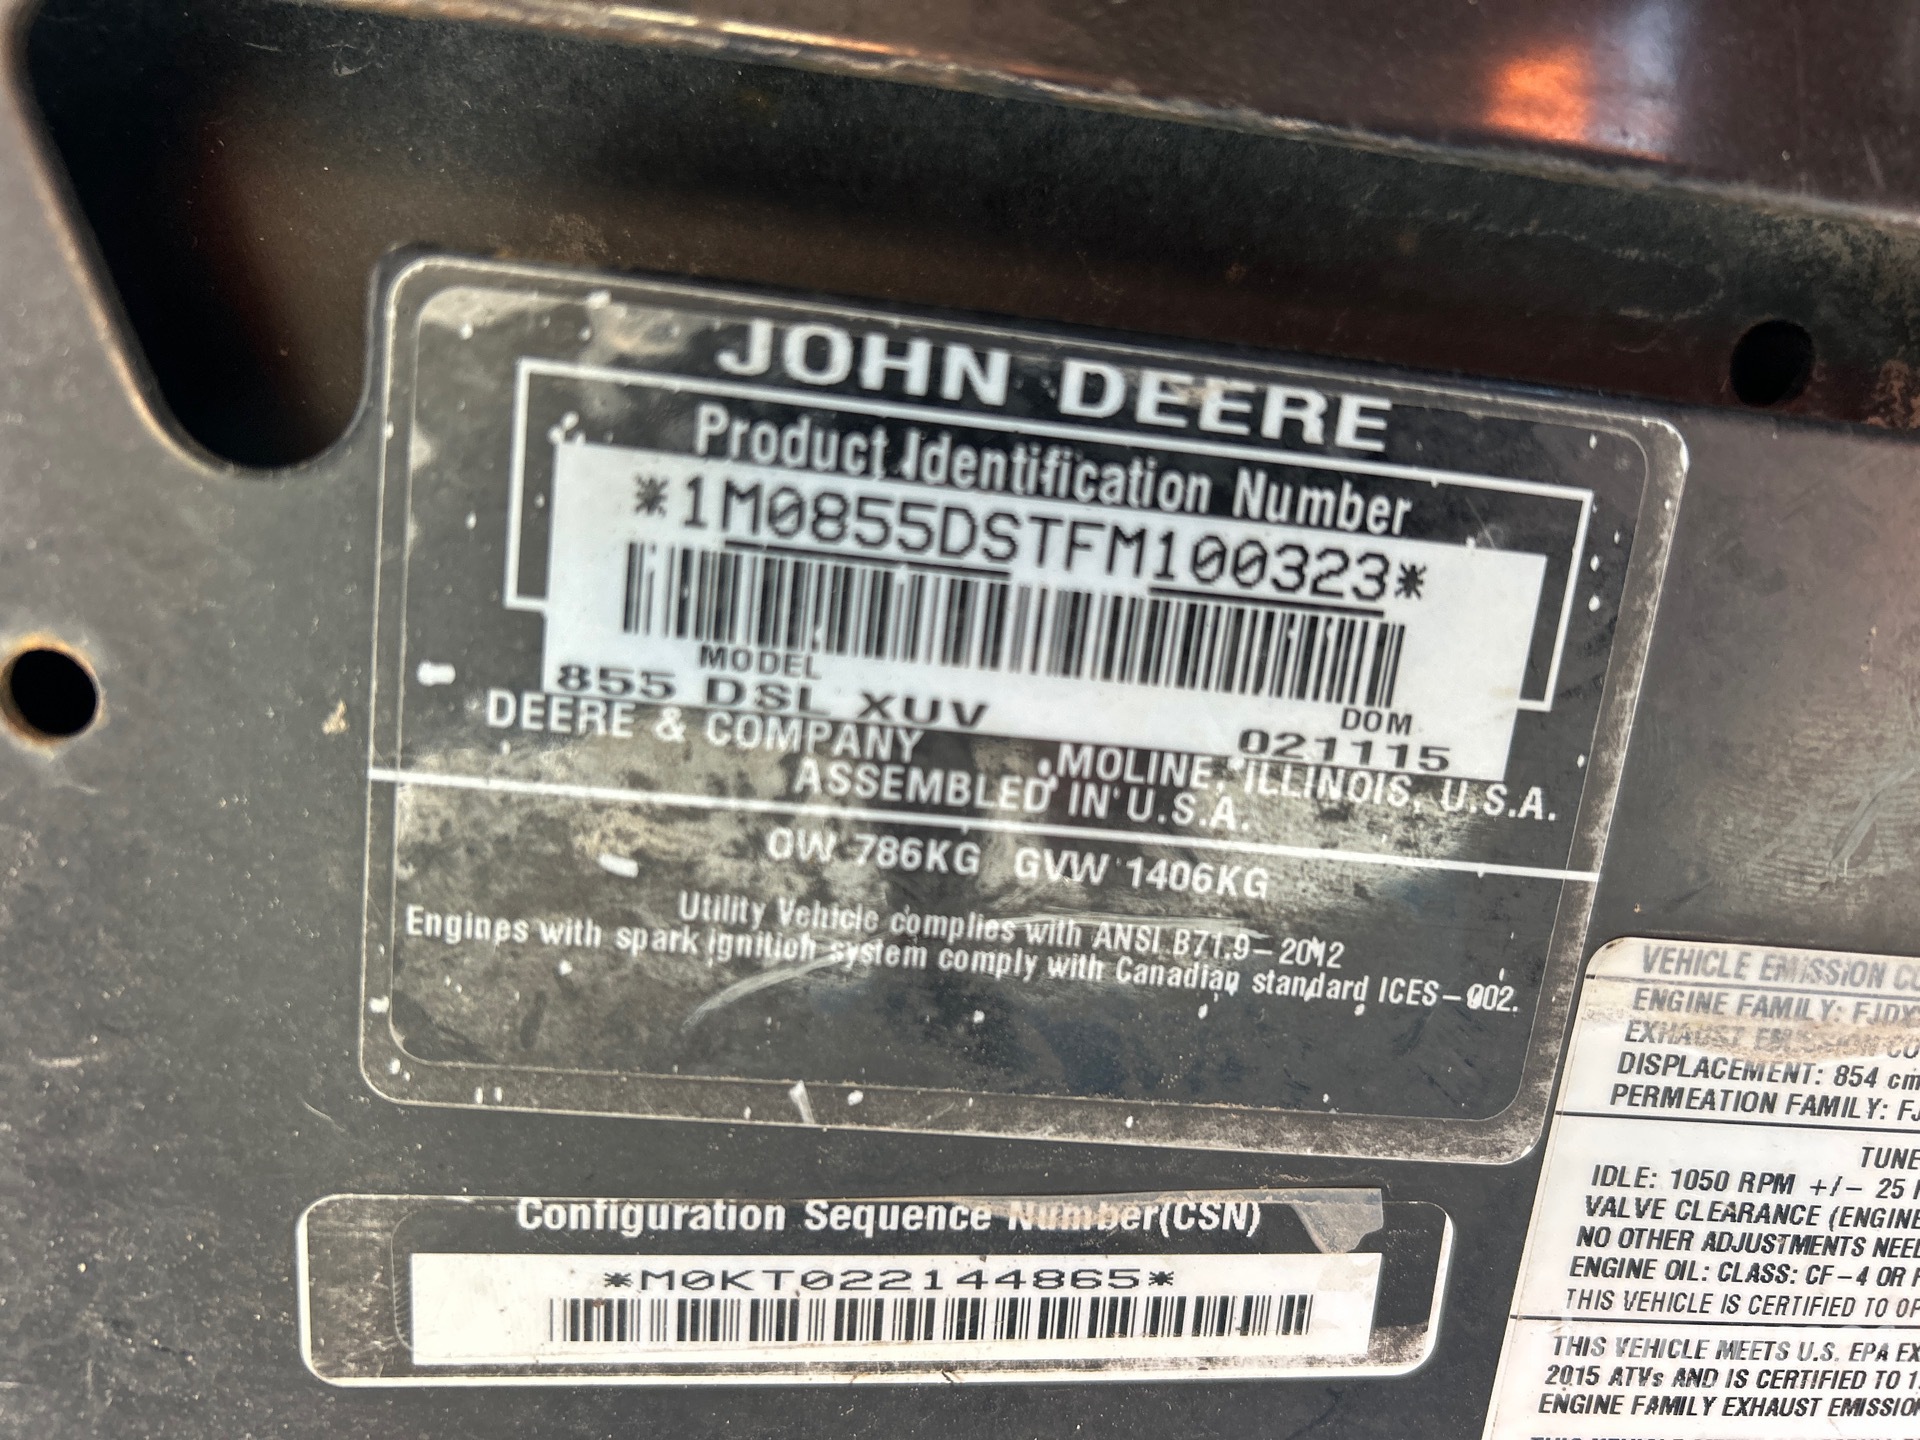 JOHN DEERE
Product Identification Number
*1M0855DSTFM100323*
MODEL
855 DSL XUV
DOM
021115
DEERE & COMPANY MOLINE, ILLINOIS, U.S.A.
ASSEMBLED IN U.S.A.
OW 786KG GVW 1406KG
Utility Vehicle complies with ANSI B71.9-2012
Engines with spark ignition system comply with Canadian standard ICES-002.
Configuration Sequence Number(CSN)
*M0KT022144865*
VEHICLE EMISSION
ENGINE FAMILY:
EXHAUST EMISSION
DISPLACEMENT: 854
PERMEATION FAMILY:
TUNE
IDLE: 1050 RPM +/- 25
VALVE CLEARANCE (ENGINE
NO OTHER ADJUSTMENTS
ENGINE OIL: CLASS: CF-4 OR
THIS VEHICLE IS CERTIFIED TO
THIS VEHICLE MEETS U.S. EPA
2015 ATVs AND IS CERTIFIED TO
ENGINE FAMILY EXHAUST